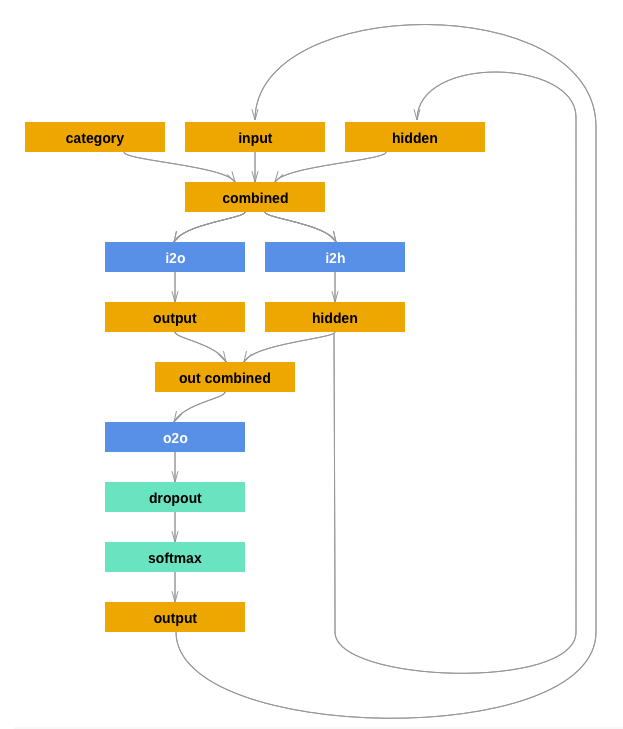 category
input
hidden
combined
i2o
i2h
output
hidden
out combined
o2o
dropout
softmax
output